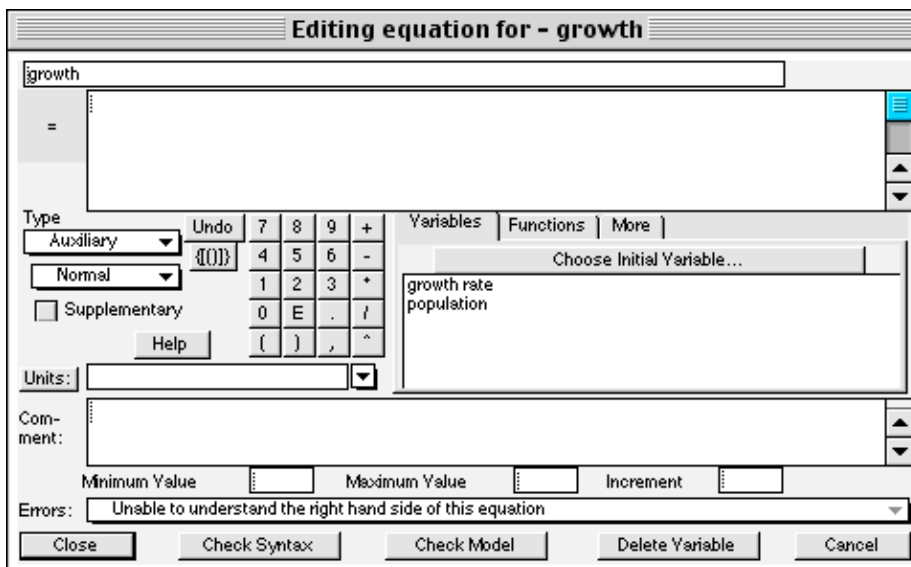 Editing equation for - growth
growth
=
Type
Auxiliary
Normal
Supplementary
Help
Undo 7 8 9 +
{[()]} 4 5 6 -
1 2 3 *
0 E . /
( ) , ^
Variables Functions More
Choose Initial Variable...
growth rate
population
Units:
Com-
ment:
Minimum Value Maximum Value Increment
Errors: Unable to understand the right hand side of this equation
Close Check Syntax Check Model Delete Variable Cancel